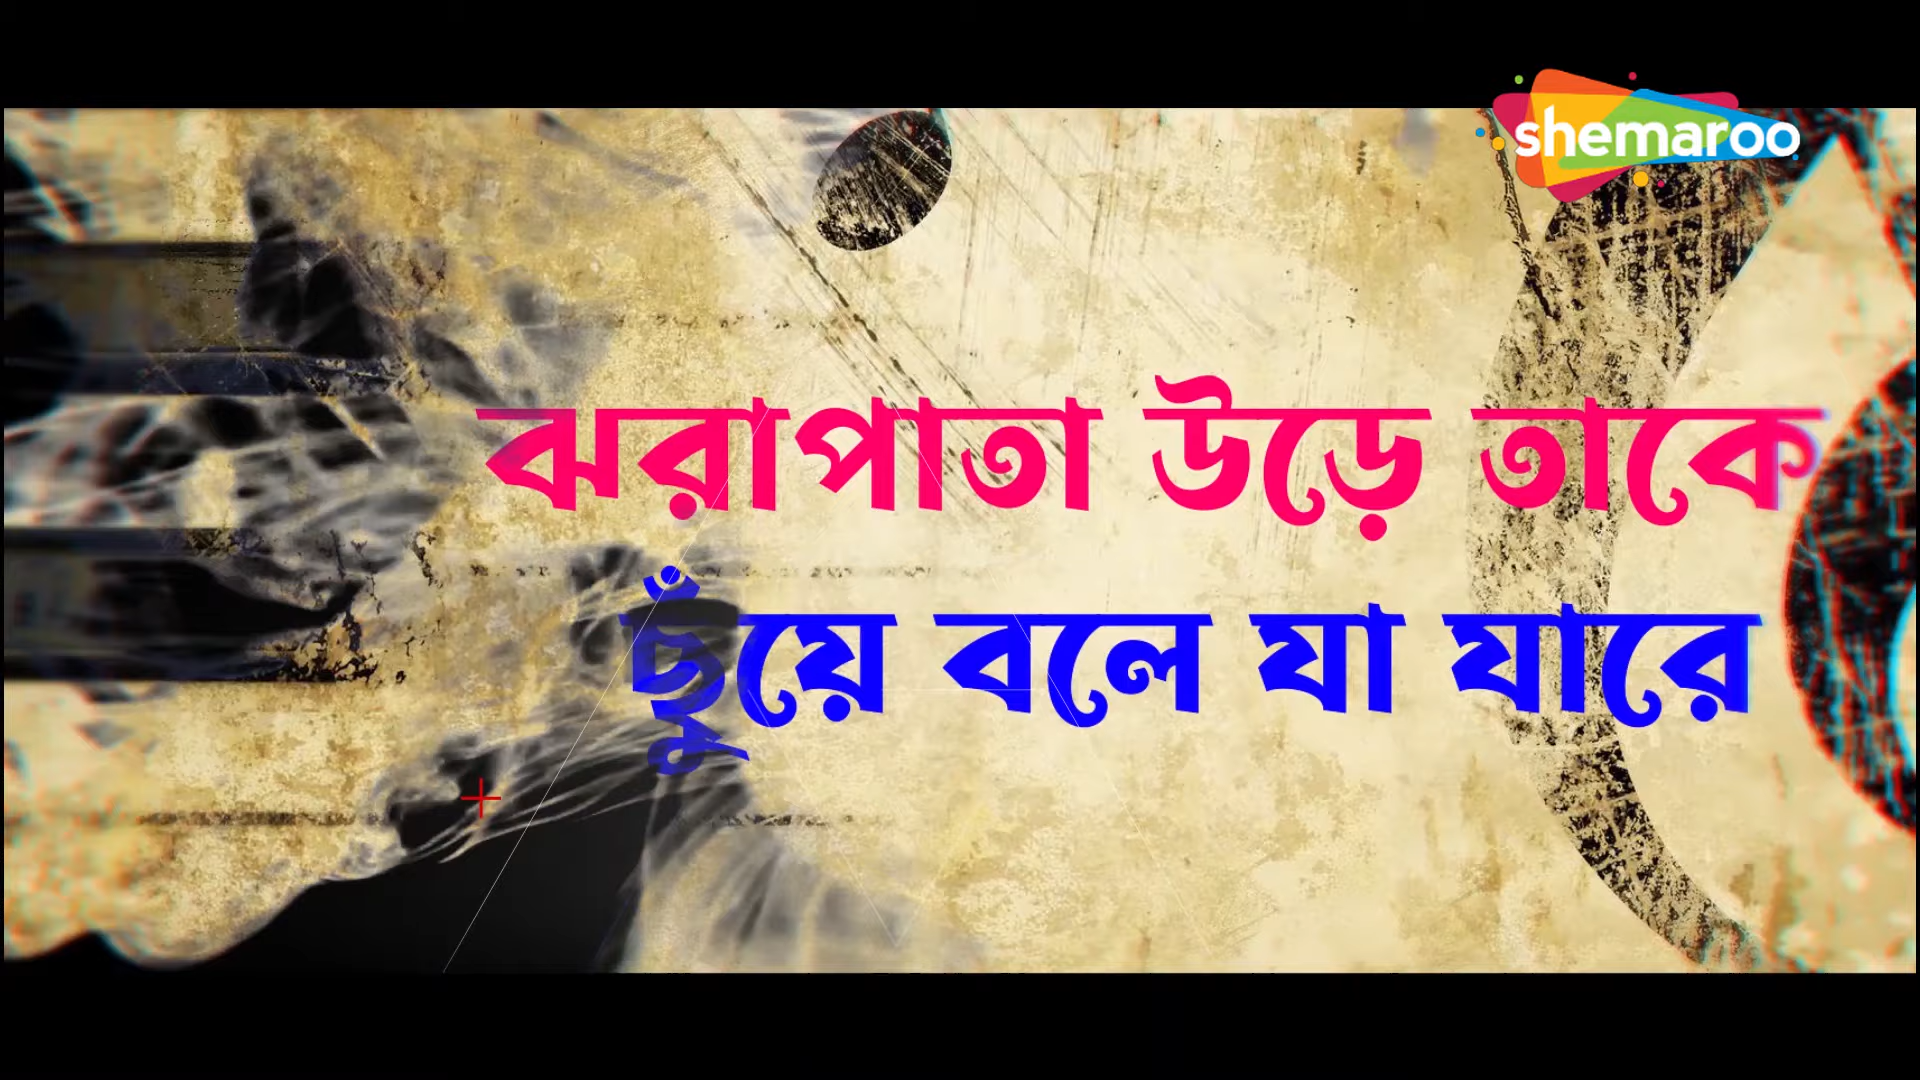 shemaroo
ঝরাপাতা উড়ে তাকে
ছুঁয়ে বলে যা যারে